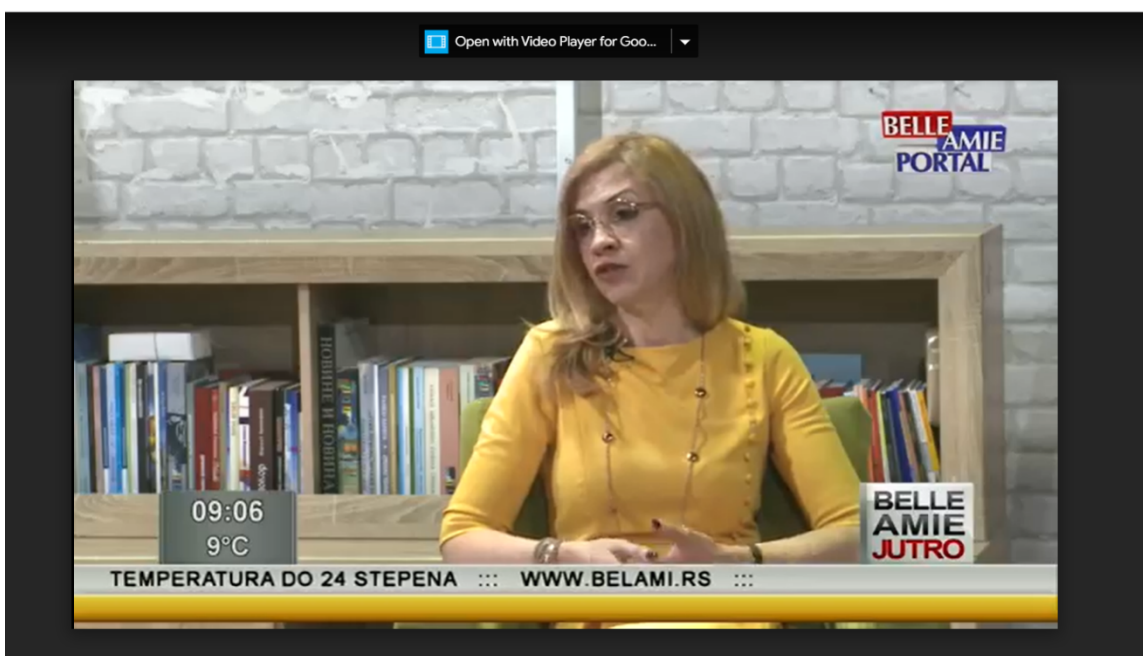 Open with Video Player for Goo...
BELLE
AMIE
PORTAL
НОВИНЕ И НОВИНА
09:06
9°C
BELLE
AMIE
JUTRO
TEMPERATURA DO 24 STEPENA ::: WWW.BELAMI.RS :::